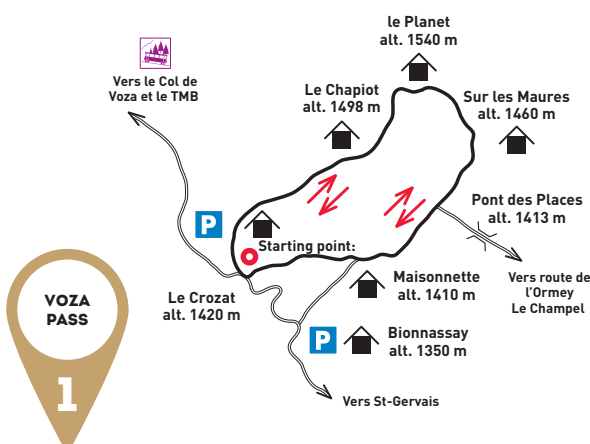 le Planet
alt. 1540 m
Vers le Col de
Voza et le TMB
Le Chapiot
alt. 1498 m
Sur les Maures
alt. 1460 m
Pont des Places
alt. 1413 m
P
Starting point:
Vers route de
l'Ormey
Le Champel
Maisonnette
alt. 1410 m
Le Crozat
alt. 1420 m
VOZA
PASS
1
P
Bionnassay
alt. 1350 m
Vers St-Gervais